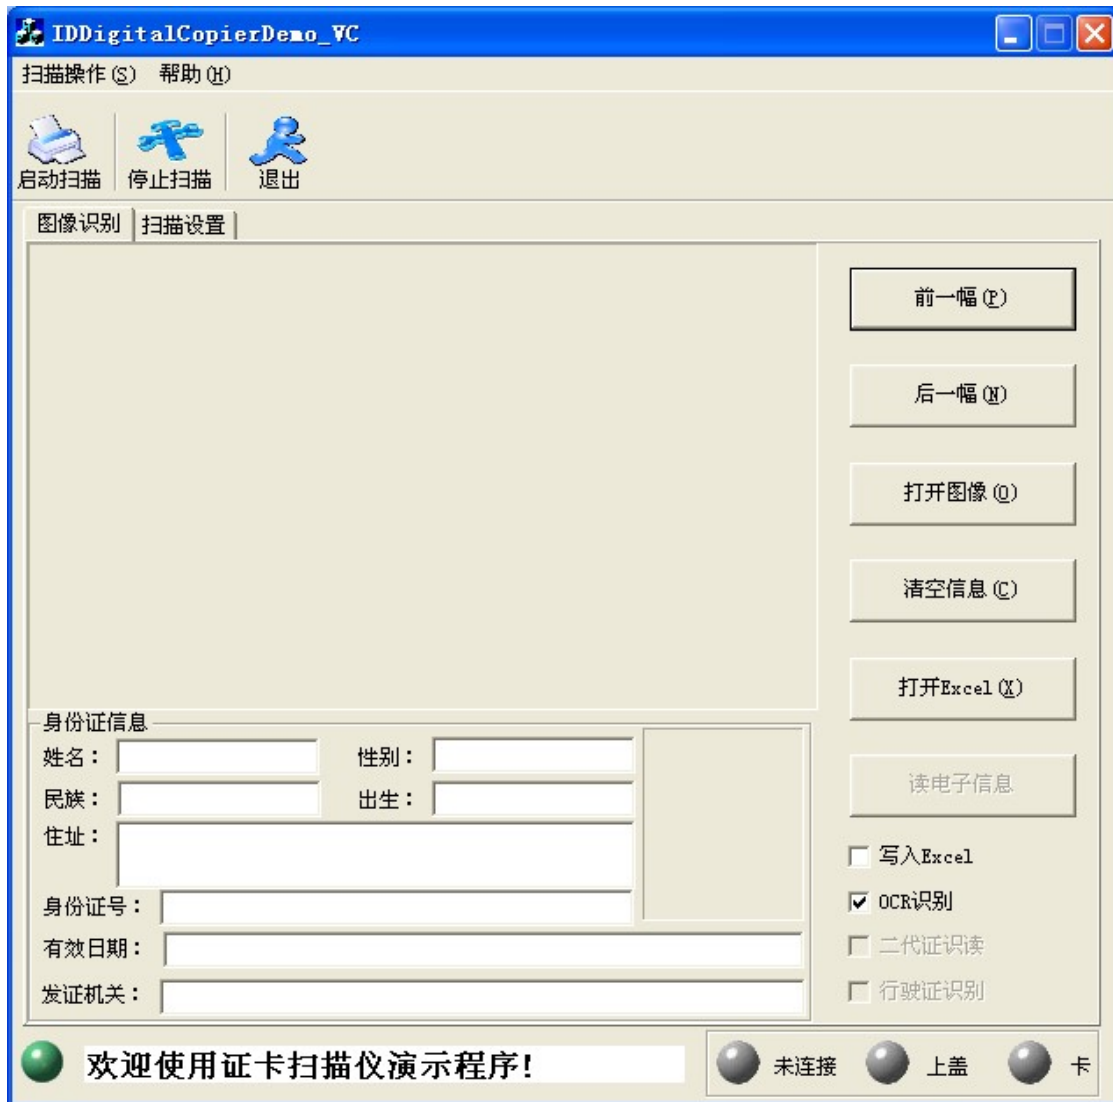 IDDigitalCopierDemo_VC
扫描操作(S) 帮助(H)
启动扫描 停止扫描 退出
图像识别 扫描设置
前一幅(P)
后一幅(N)
打开图像(O)
清空信息(C)
打开Excel(X)
身份证信息
姓名： 性别：
读电子信息
民族： 出生：
住址：
写入Excel
身份证号：
OCR识别
有效日期：
二代证识读
发证机关：
行驶证识别
欢迎使用证卡扫描仪演示程序!
未连接 上盖 卡